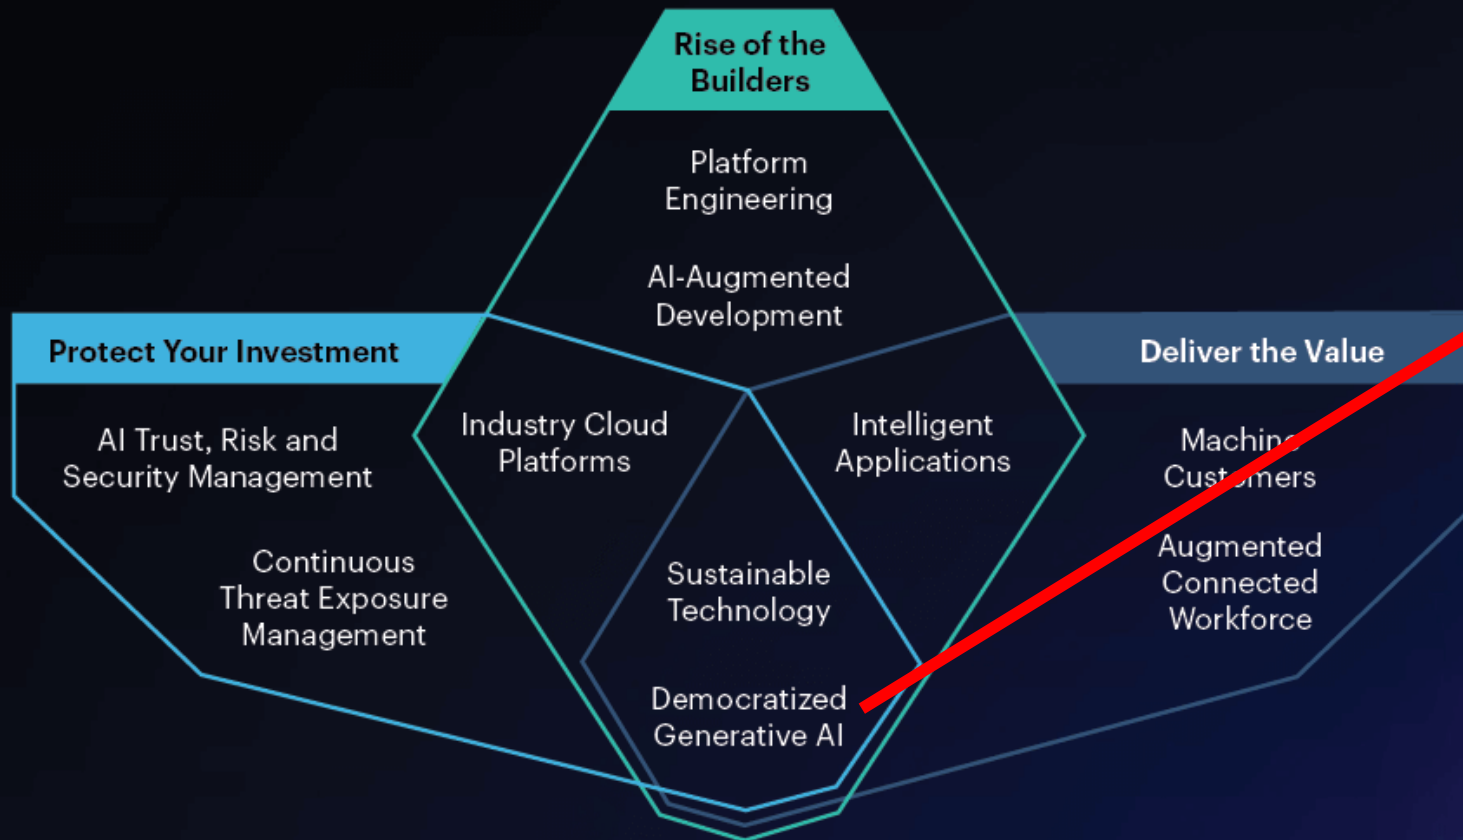 Rise of the
Builders
Platform
Engineering
AI-Augmented
Development
Protect Your Investment
Deliver the Value
AI Trust, Risk and
Security Management
Industry Cloud
Platforms
Intelligent
Applications
Machine
Customers
Continuous
Threat Exposure
Management
Sustainable
Technology
Augmented
Connected
Workforce
Democratized
Generative AI